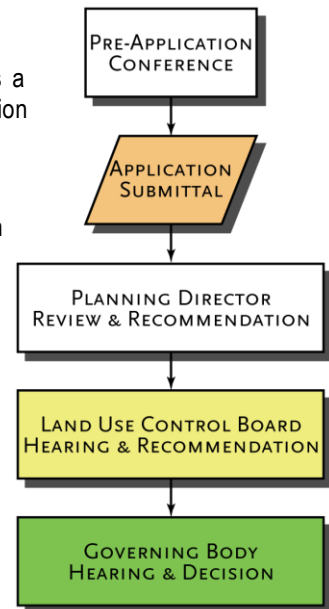 s a
PRE-APPLICATION
CONFERENCE
APPLICATION
SUBMITTAL
PLANNING DIRECTOR
REVIEW & RECOMMENDATION
LAND USE CONTROL BOARD
HEARING & RECOMMENDATION
GOVERNING BODY
HEARING & DECISION